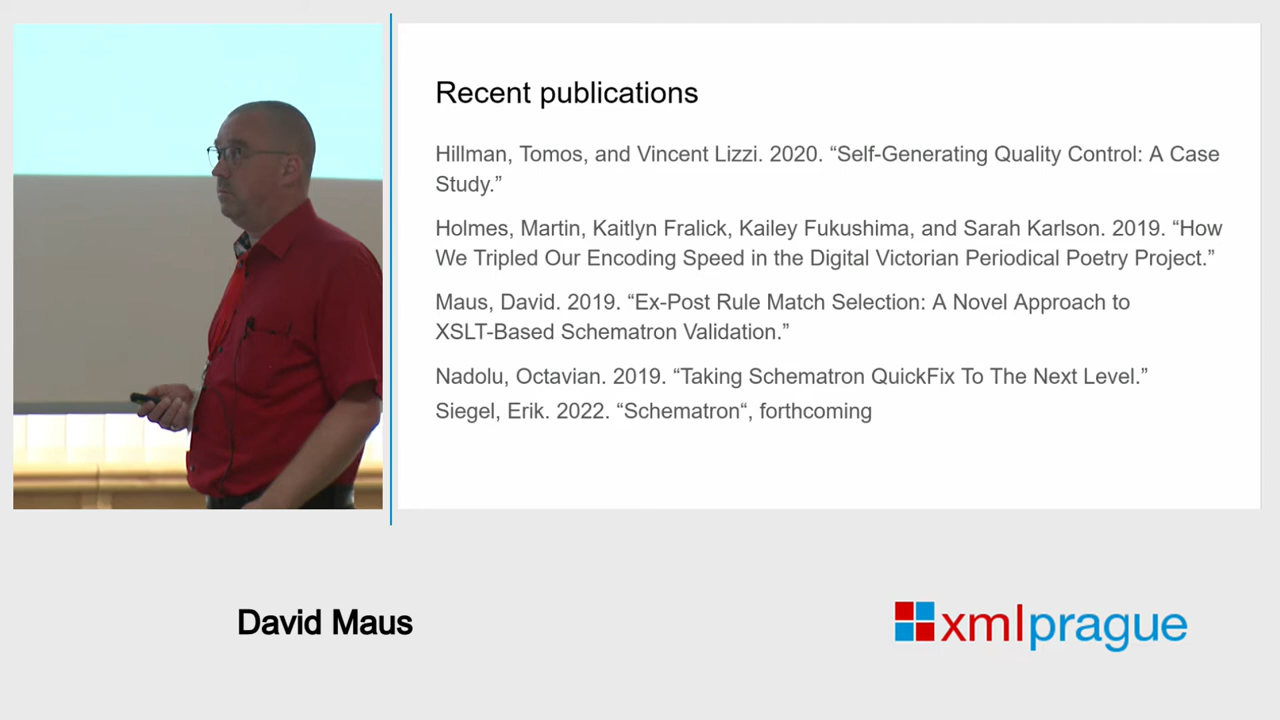 Recent publications
Hillman, Tomos, and Vincent Lizzi. 2020. “Self-Generating Quality Control: A Case
Study.”
Holmes, Martin, Kaitlyn Fralick, Kailey Fukushima, and Sarah Karlson. 2019. “How
We Tripled Our Encoding Speed in the Digital Victorian Periodical Poetry Project.”
Maus, David. 2019. “Ex-Post Rule Match Selection: A Novel Approach to
XSLT-Based Schematron Validation.”
Nadolu, Octavian. 2019. “Taking Schematron QuickFix To The Next Level.”
Siegel, Erik. 2022. “Schematron“, forthcoming
David Maus
xmlprague